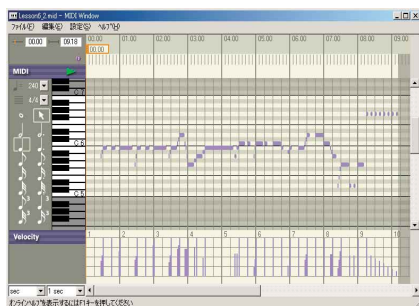 Lesson6_2.mid - MIDI Window
ファイル(F) 編集(E) 設定(S) ヘルプ(H)
00.00 09.18 00.00 01.00 02.00 03.00 04.00 05.00 06.00 07.00 08.00 09.00
00.00
MIDI
240
4/4
C 7
C 6
C 5
Velocity
1 2 3 4 5 6 7 8 9 10
sec 1 sec
オンラインヘルプを表示するにはF1キーを押してください